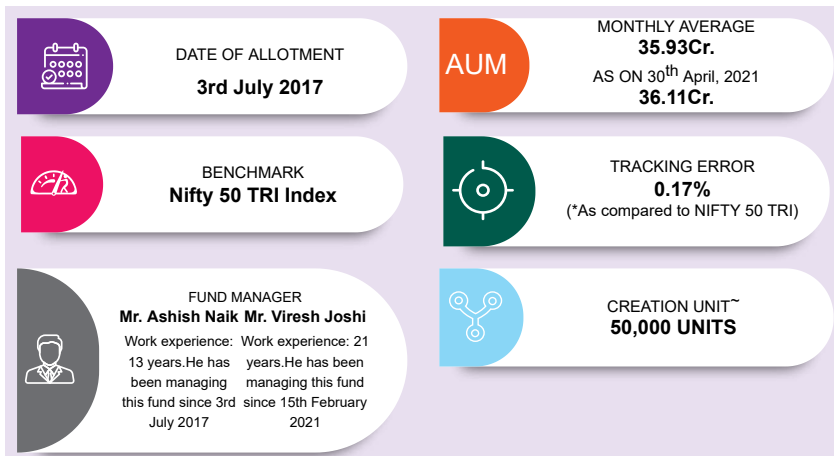 DATE OF ALLOTMENT
3rd July 2017
AUM
MONTHLY AVERAGE
35.93Cr.
AS ON 30th April, 2021
36.11Cr.
BENCHMARK
Nifty 50 TRI Index
TRACKING ERROR
0.17%
(*As compared to NIFTY 50 TRI)
FUND MANAGER
Mr. Ashish Naik Mr. Viresh Joshi
Work experience:
13 years.He has
been managing
this fund since 3rd
July 2017
Work experience: 21
years.He has been
managing this fund
since 15th February
2021
CREATION UNIT~
50,000 UNITS